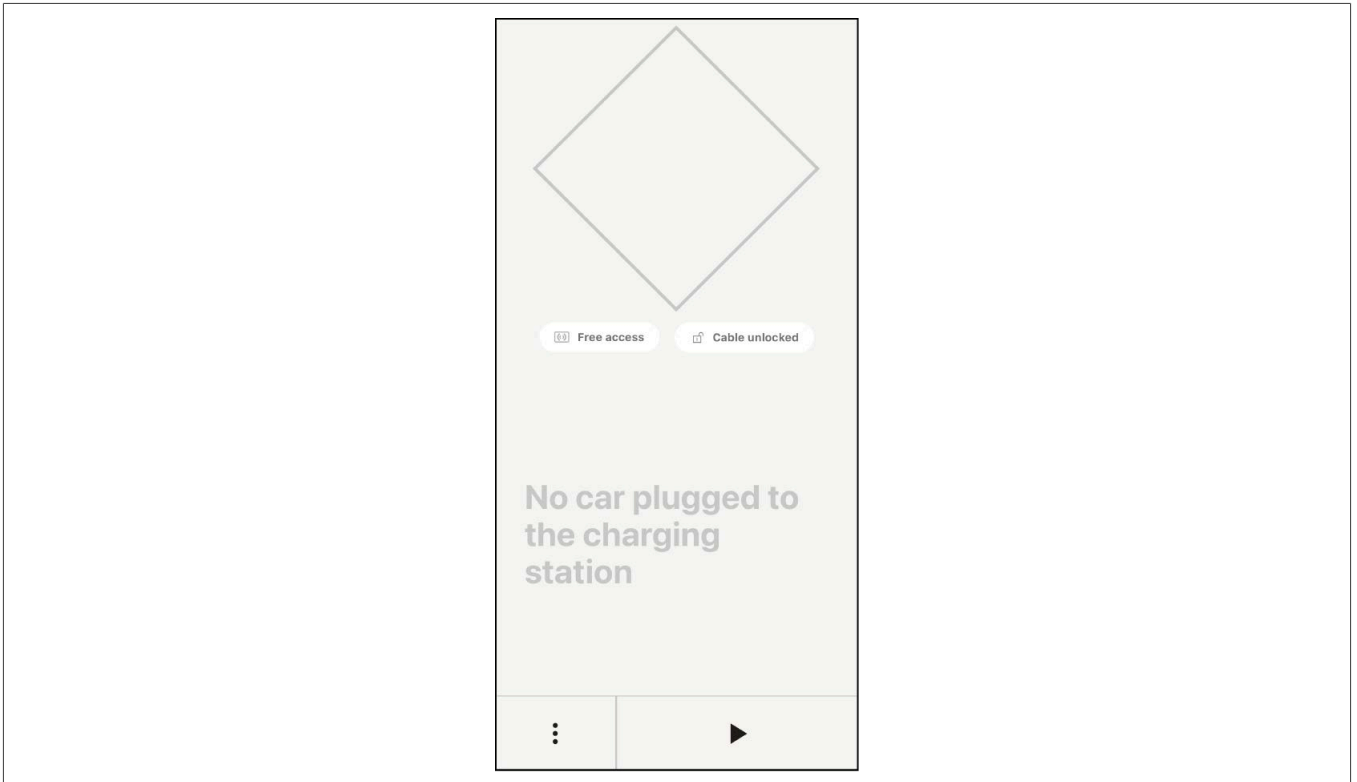 Free access
Cable unlocked
No car plugged to
the charging
station